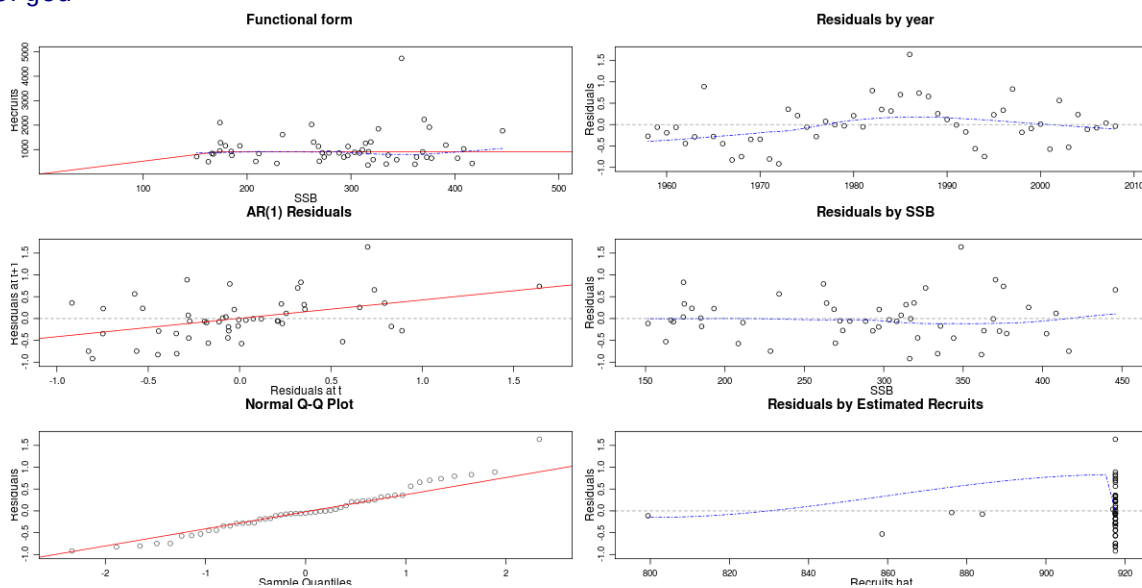 Functional form
Recruits
1000 2000 3000 4000 5000
100 200 300 400 500
SSB
Residuals by year
Residuals
-1.0 -0.5 0.0 0.5 1.0 1.5
1960 1970 1980 1990 2000 2010
AR(1) Residuals
Residuals at t+1
-1.0 -0.5 0.0 0.5 1.0 1.5
-1.0 -0.5 0.0 0.5 1.0 1.5
Residuals at t
Residuals by SSB
Residuals
-1.0 -0.5 0.0 0.5 1.0 1.5
150 200 250 300 350 400 450
SSB
Normal Q-Q Plot
Residuals
-1.0 -0.5 0.0 0.5 1.0 1.5
-2 -1 0 1 2
Sample Quantiles
Residuals by Estimated Recruits
Residuals
-1.0 -0.5 0.0 0.5 1.0 1.5
800 820 840 860 880 900 920
Recruits hat